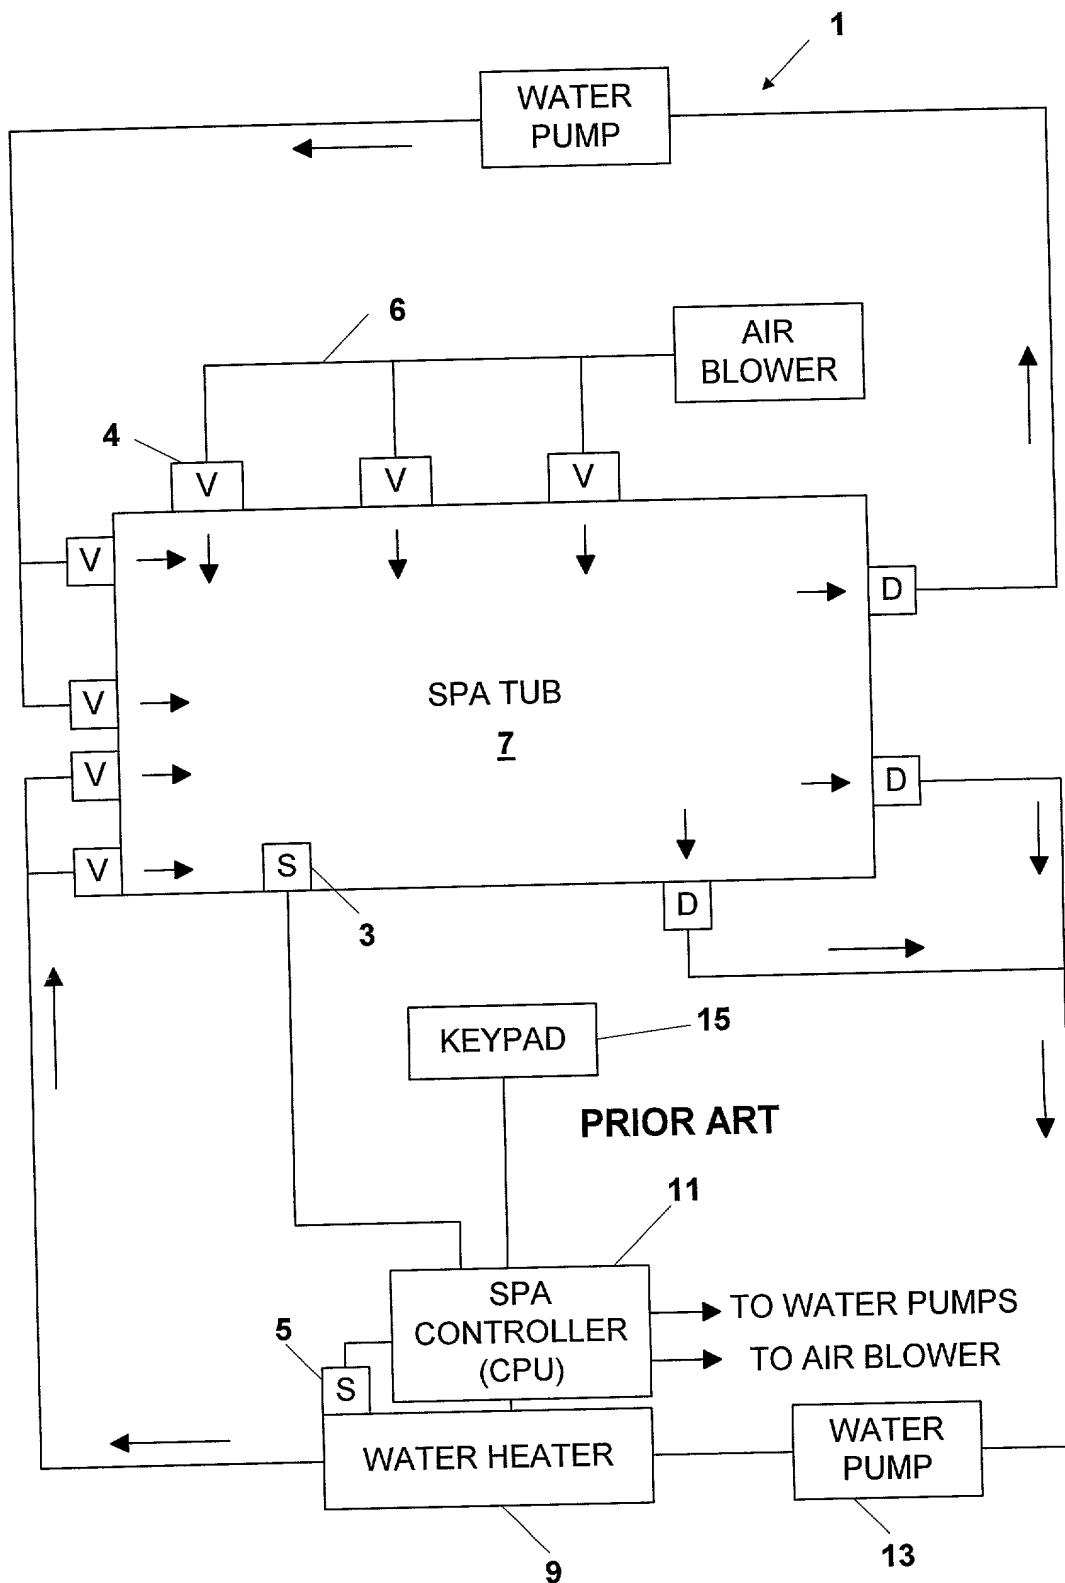 1
WATER
PUMP
6
AIR
BLOWER
4
V
V
V
V
D
V
SPA TUB
7
V
D
V
S
D
3
15
KEYPAD
PRIOR ART
11
SPA
CONTROLLER
(CPU)
TO WATER PUMPS
TO AIR BLOWER
5
S
WATER HEATER
WATER
PUMP
9
13